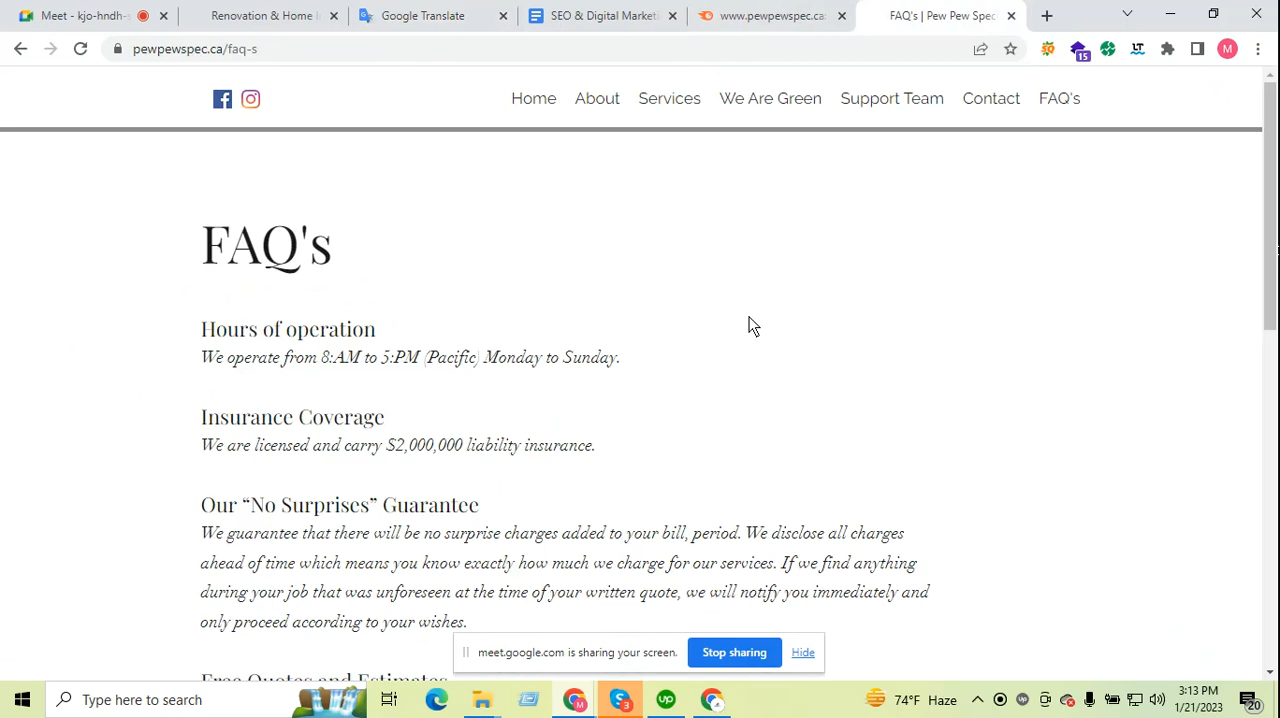 Meet - kjo-hndh-
Renovation | Home I
Google Translate
SEO & Digital Market
www.pewpewspec.ca
FAQ's | Pew Pew Spec
pewpewspec.ca/faq-s
15
LT
M
Home About Services We Are Green Support Team Contact FAQ's
FAQ's
Hours of operation
We operate from 8:AM to 5:PM (Pacific) Monday to Sunday.
Insurance Coverage
We are licensed and carry $2,000,000 liability insurance.
Our “No Surprises” Guarantee
We guarantee that there will be no surprise charges added to your bill, period. We disclose all charges
ahead of time which means you know exactly how much we charge for our services. If we find anything
during your job that was unforeseen at the time of your written quote, we will notify you immediately and
only proceed according to your wishes.
Free Quotes and Estimates
meet.google.com is sharing your screen. Stop sharing Hide
Type here to search
74°F Haze
3:13 PM
1/21/2023
20